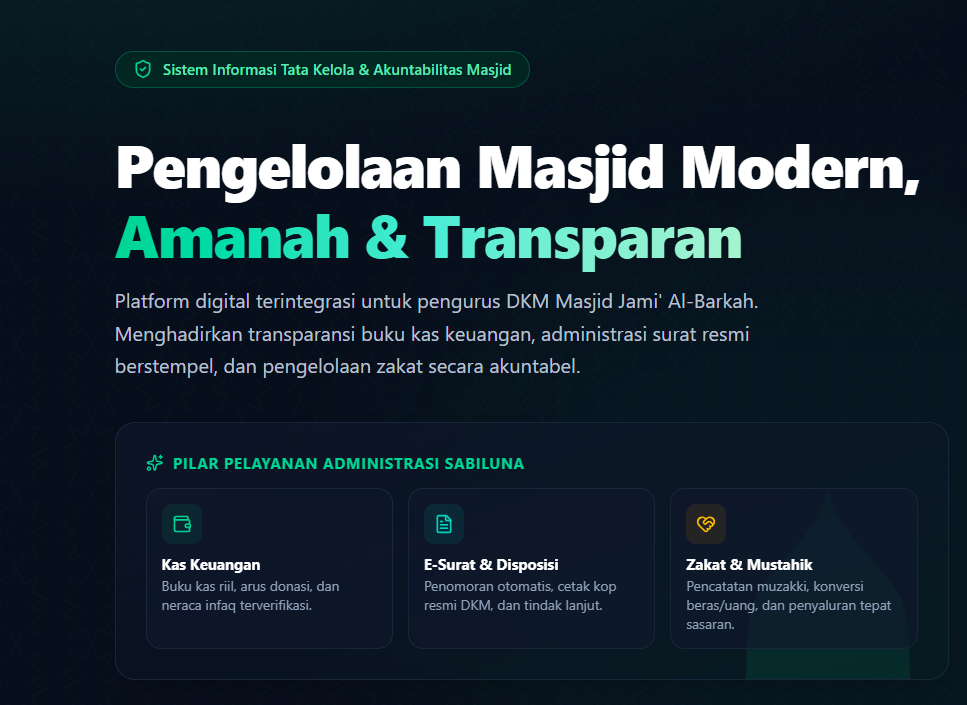 Sistem Informasi Tata Kelola & Akuntabilitas Masjid
Pengelolaan Masjid Modern,
Amanah & Transparan
Platform digital terintegrasi untuk pengurus DKM Masjid Jami' Al-Barkah.
Menghadirkan transparansi buku kas keuangan, administrasi surat resmi
berstempel, dan pengelolaan zakat secara akuntabel.
PILAR PELAYANAN ADMINISTRASI SABILUNA
Kas Keuangan
Buku kas riil, arus donasi, dan
neraca infaq terverifikasi.
E-Surat & Disposisi
Penomoran otomatis, cetak kop
resmi DKM, dan tindak lanjut.
Zakat & Mustahik
Pencatatan muzakki, konversi
beras/uang, dan penyaluran tepat
sasaran.